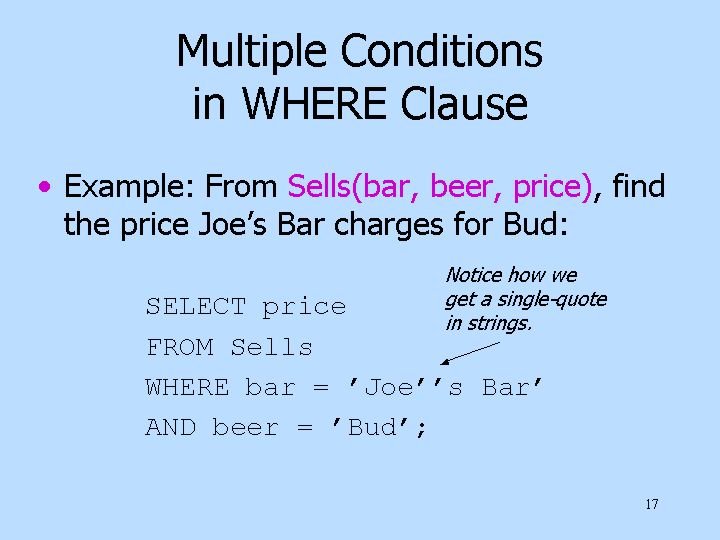 Multiple Conditions
in WHERE Clause
• Example: From Sells(bar, beer, price), find
the price Joe’s Bar charges for Bud:
Notice how we
get a single-quote
in strings.
SELECT price
FROM Sells
WHERE bar = ’Joe’’s Bar’
AND beer = ’Bud’;
17